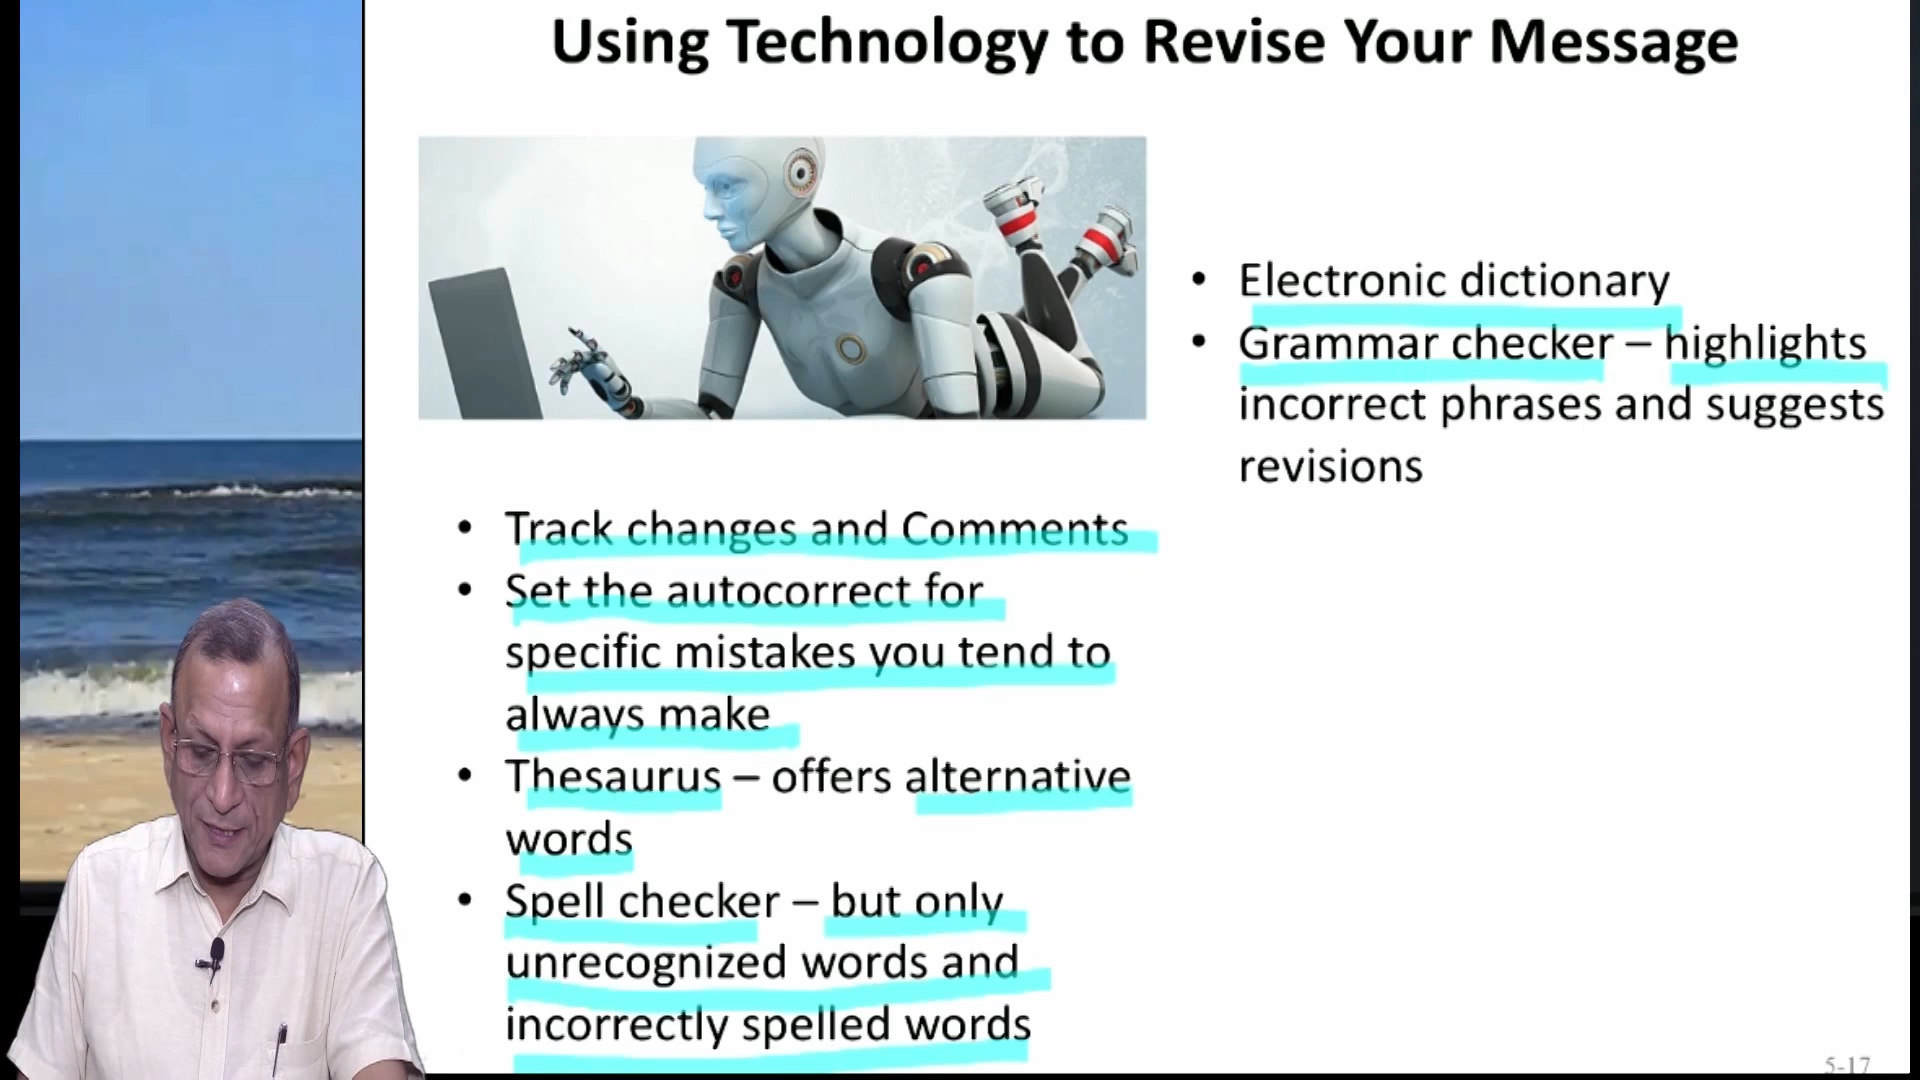 Using Technology to Revise Your Message
• Track changes and Comments
• Set the autocorrect for
specific mistakes you tend to
always make
• Thesaurus – offers alternative
words
• Spell checker – but only
unrecognized words and
incorrectly spelled words
• Electronic dictionary
• Grammar checker – highlights
incorrect phrases and suggests
revisions
5-17